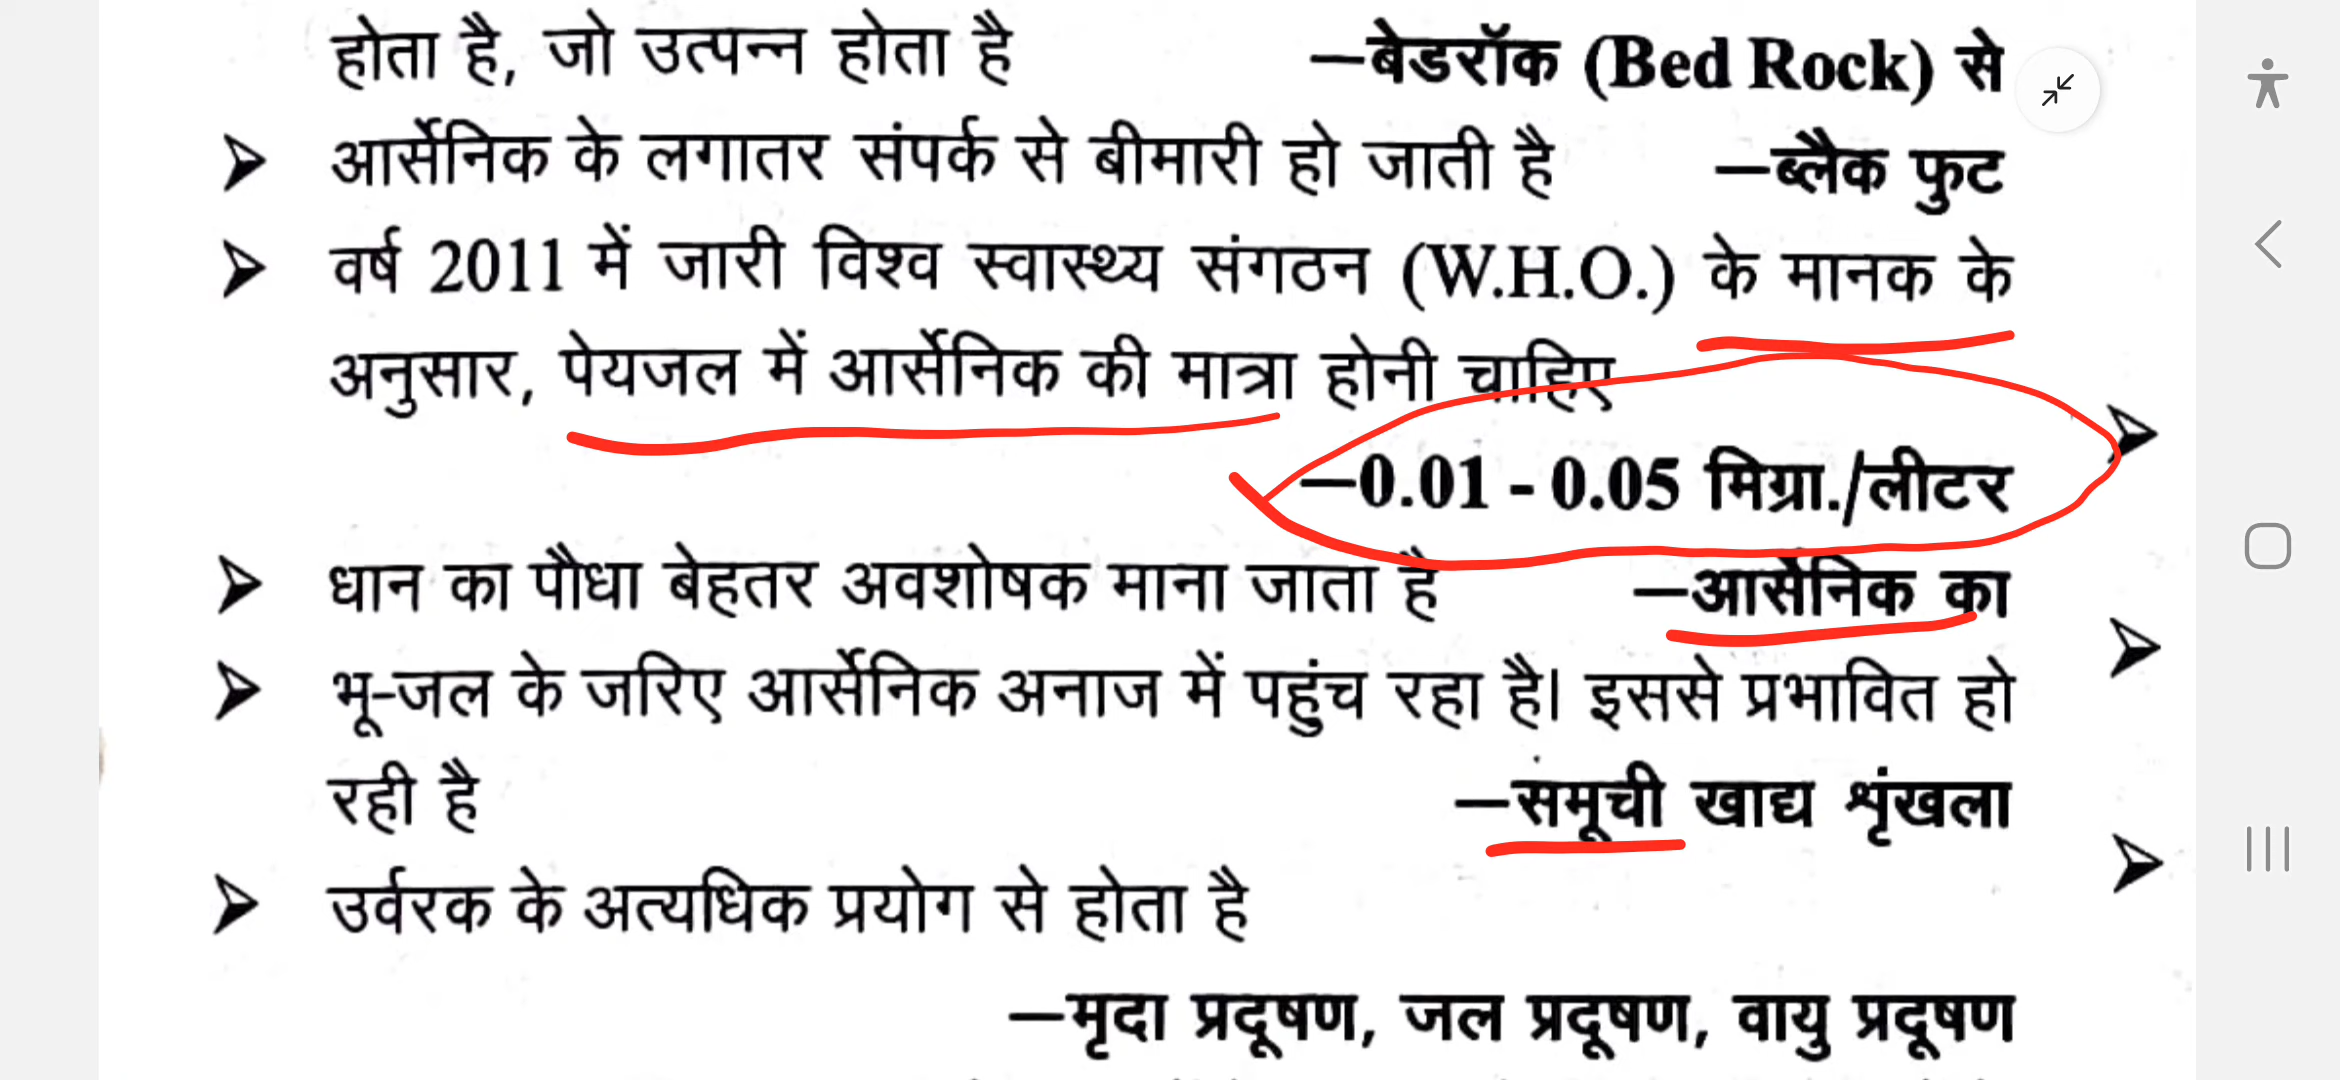 होता है, जो उत्पन्न होता है —बेडरॉक (Bed Rock) से
आर्सेनिक के लगातर संपर्क से बीमारी हो जाती है —ब्लैक फुट
वर्ष 2011 में जारी विश्व स्वास्थ्य संगठन (W.H.O.) के मानक के
अनुसार, पेयजल में आर्सेनिक की मात्रा होनी चाहिए
—0.01 - 0.05 मिग्रा./लीटर
धान का पौधा बेहतर अवशोषक माना जाता है —आर्सेनिक का
भू-जल के जरिए आर्सेनिक अनाज में पहुंच रहा है। इससे प्रभावित हो
रही है —समूची खाद्य शृंखला
उर्वरक के अत्यधिक प्रयोग से होता है
—मृदा प्रदूषण, जल प्रदूषण, वायु प्रदूषण